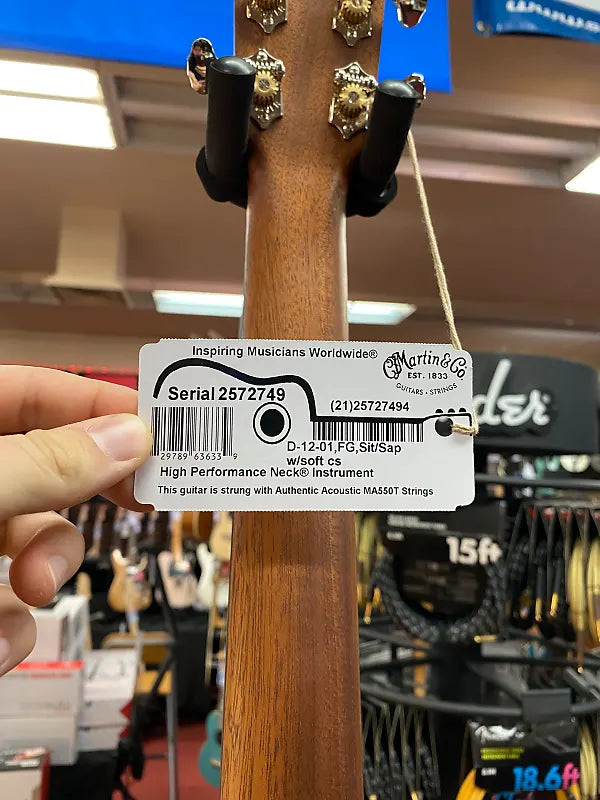 Inspiring Musicians Worldwide®
Martin & Co.
EST. 1833
GUITARS • STRINGS
Serial 2572749
(21)25727494
29789 63633 9
D-12-01,FG,Sit/Sap
w/soft cs
High Performance Neck® Instrument
This guitar is strung with Authentic Acoustic MA550T Strings
15ft
18.6ft